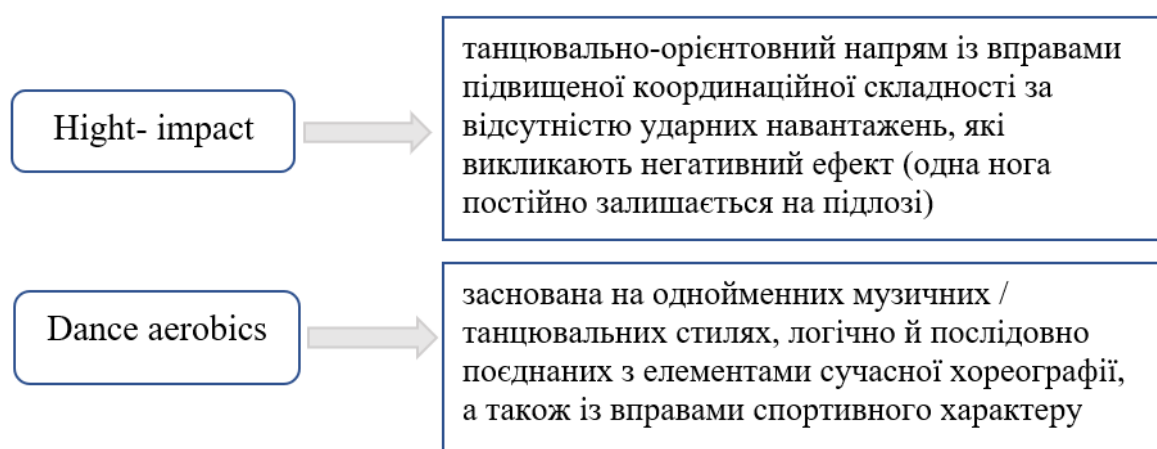 Hight- impact
танцювально-орієнтовний напрям із вправами
підвищеної координаційної складності за
відсутністю ударних навантажень, які
викликають негативний ефект (одна нога
постійно залишається на підлозі)
Dance aerobics
заснована на однойменних музичних /
танцювальних стилях, логічно й послідовно
поєднаних з елементами сучасної хореографії,
а також із вправами спортивного характеру